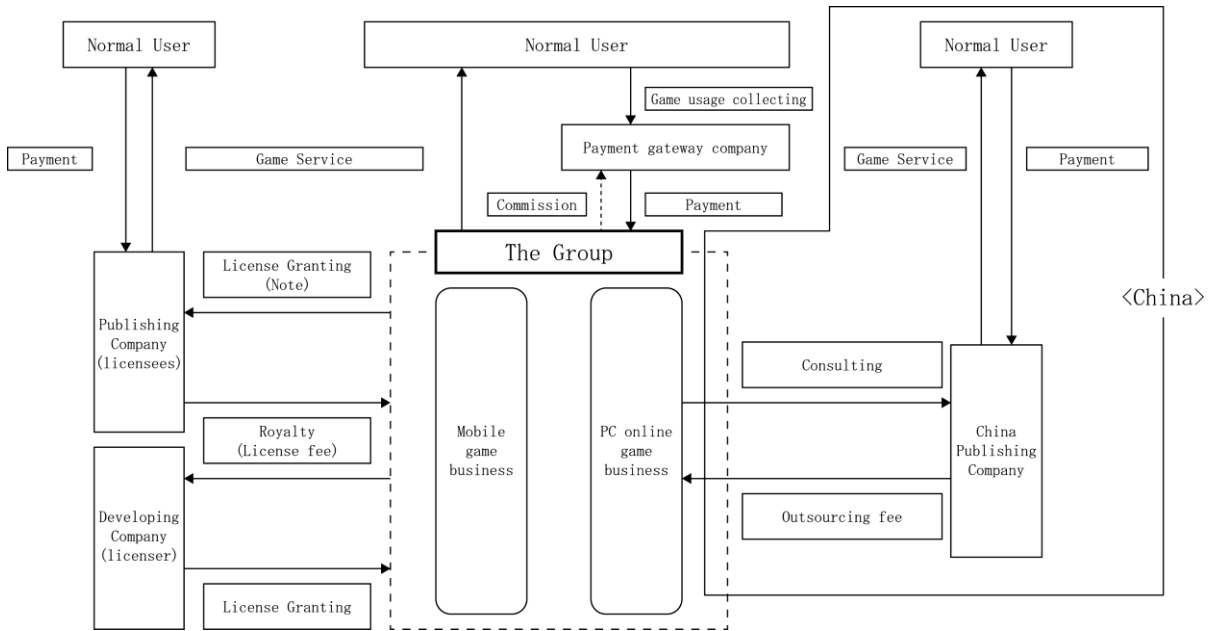 Normal User
Normal User
Normal User
Game usage collecting
Payment gateway company
Payment
Game Service
Game Service
Payment
Commission
Payment
The Group
License Granting
(Note)
<China>
Publishing
Company
(licensees)
Consulting
Royalty
(License fee)
Mobile
game
business
PC online
game
business
China
Publishing
Company
Developing
Company
(licenser)
Outsourcing fee
License Granting